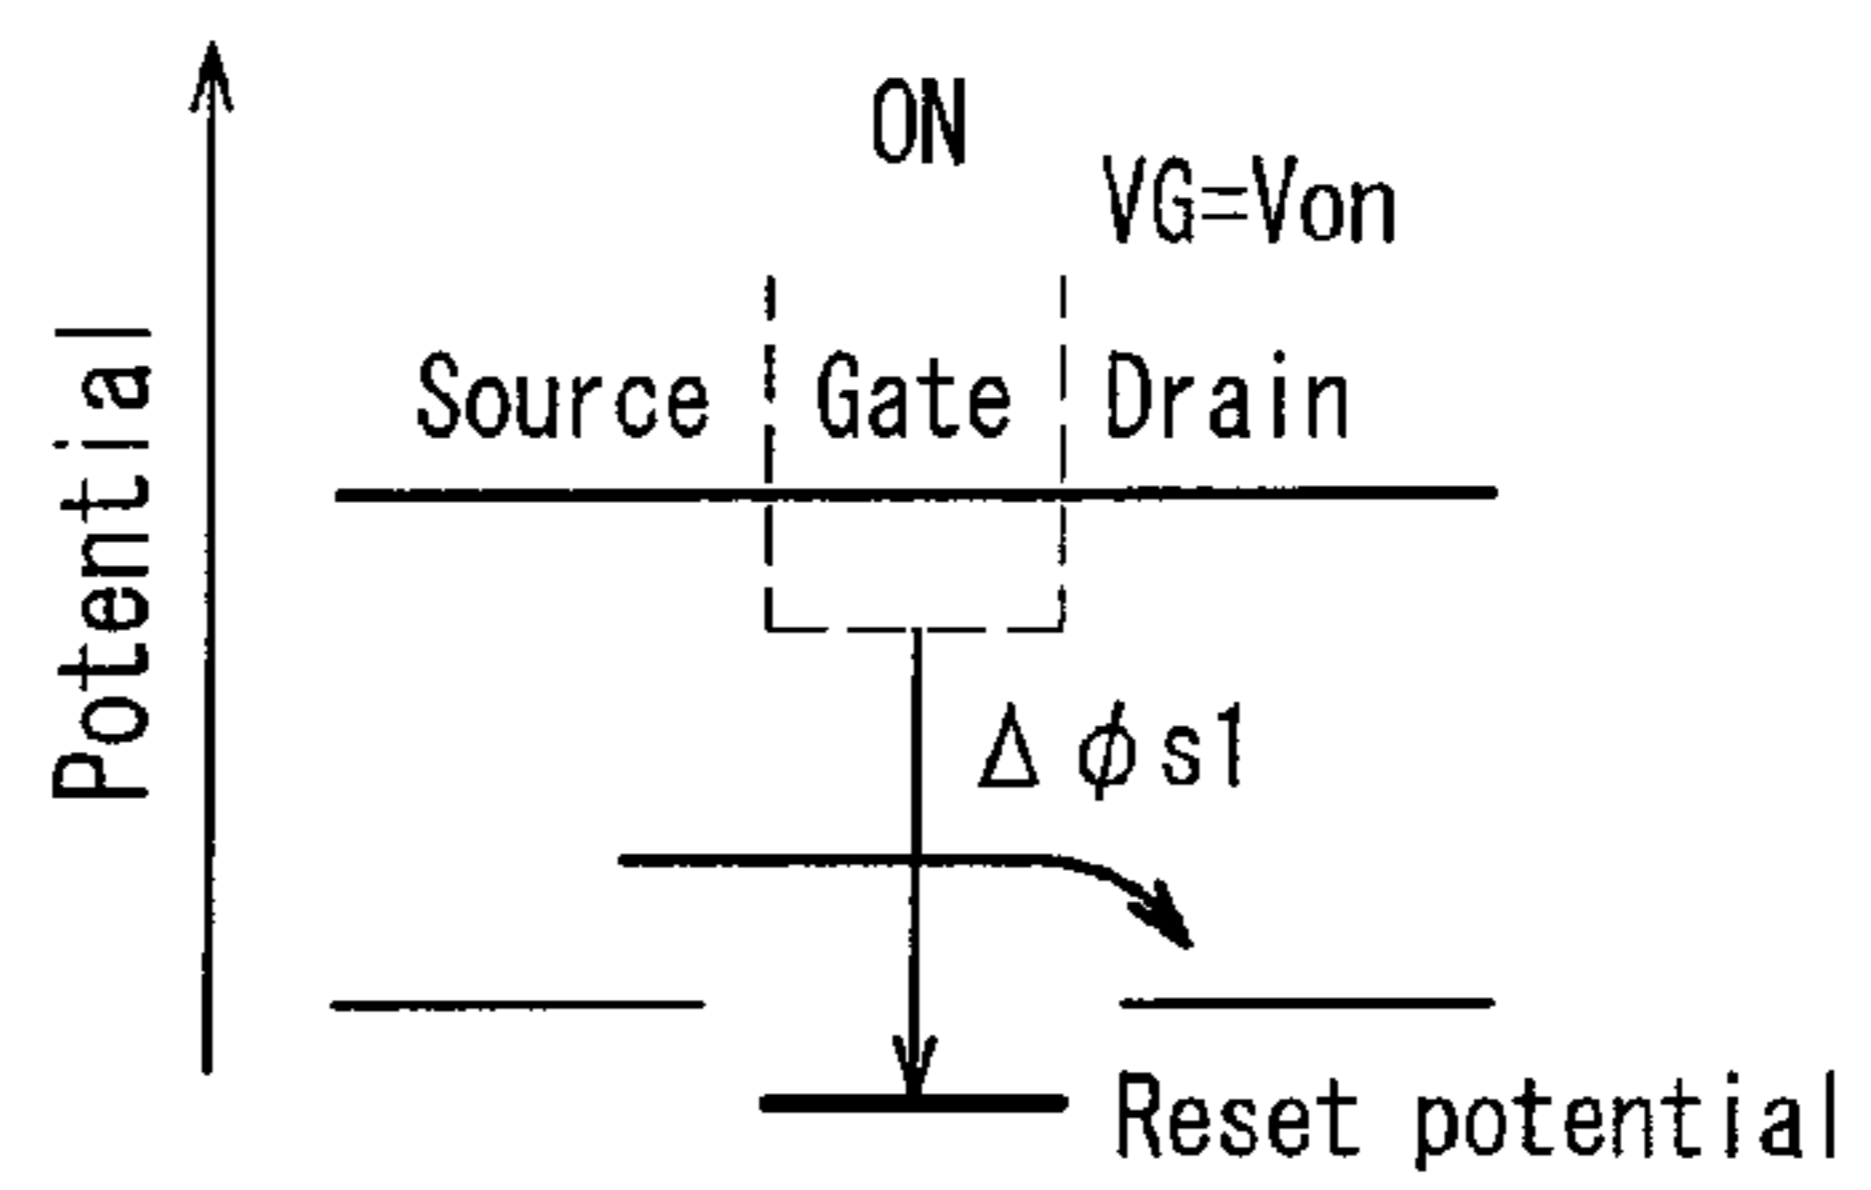 ON
VG=Von
Source Gate Drain
Potential
Δφs1
Reset potential